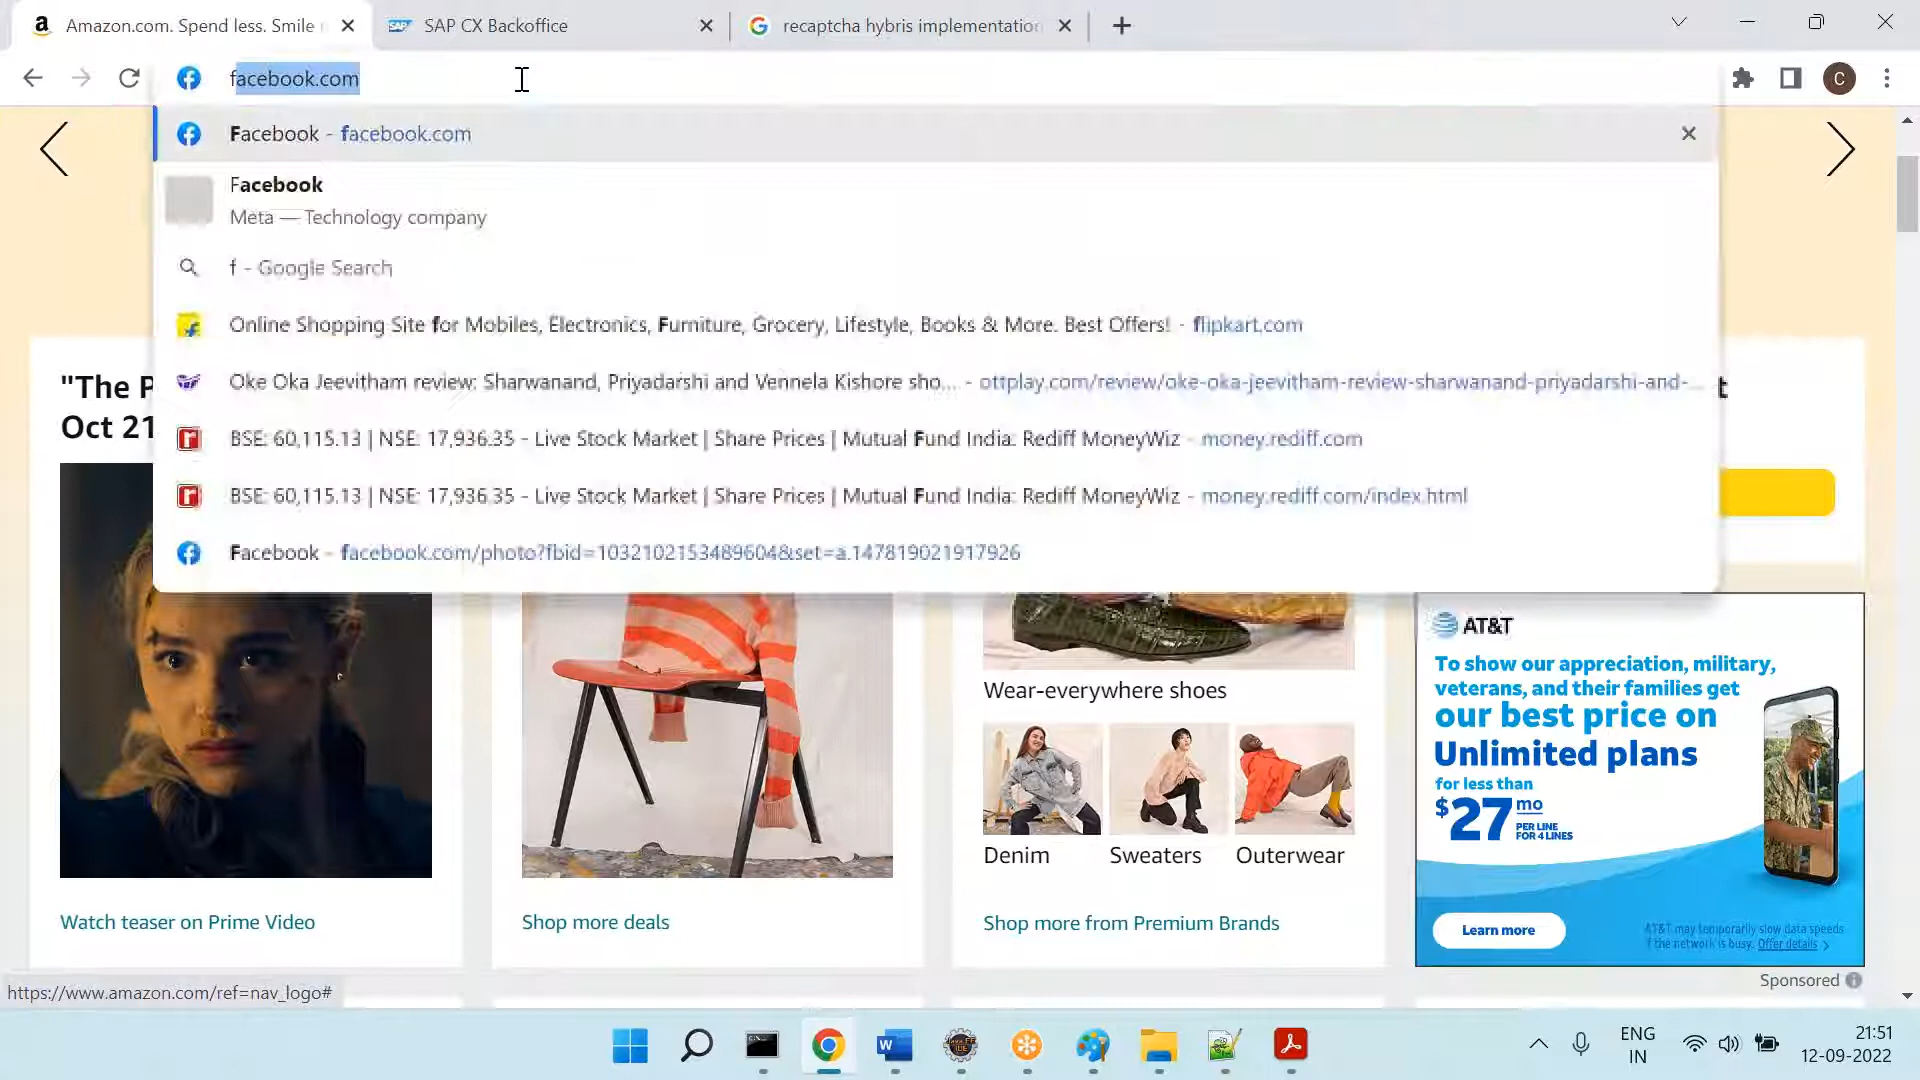 Amazon.com. Spend less. Smile
SAP CX Backoffice
recaptcha hybris implementation
facebook.com
C
Facebook - facebook.com
Facebook
Meta — Technology company
f - Google Search
Online Shopping Site for Mobiles, Electronics, Furniture, Grocery, Lifestyle, Books & More. Best Offers! - flipkart.com
Oke Oka Jeevitham review: Sharwanand, Priyadarshi and Vennela Kishore sho... - ottplay.com/review/oke-oka-jeevitham-review-sharwanand-priyadarshi-and-...
BSE: 60,115.13 | NSE: 17,936.35 - Live Stock Market | Share Prices | Mutual Fund India: Rediff MoneyWiz - money.rediff.com
BSE: 60,115.13 | NSE: 17,936.35 - Live Stock Market | Share Prices | Mutual Fund India: Rediff MoneyWiz - money.rediff.com/index.html
Facebook - facebook.com/photo?fbid=1032102153489604&set=a.147819021917926
"The P
Oct 21
t
AT&T
To show our appreciation, military,
veterans, and their families get
our best price on
Unlimited plans
for less than
$27 mo
PER LINE
FOR 4 LINES
Learn more
AT&T may temporarily slow data speeds
if the network is busy. Offer details >
Sponsored
Wear-everywhere shoes
Denim
Sweaters
Outerwear
Watch teaser on Prime Video
Shop more deals
Shop more from Premium Brands
https://www.amazon.com/ref=nav_logo#
ENG
IN
21:51
12-09-2022